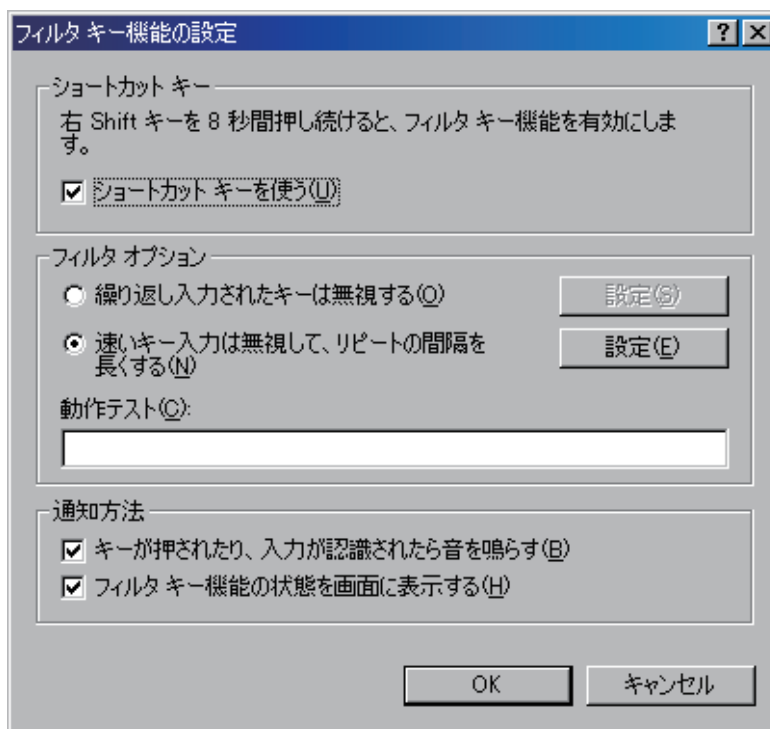 フィルタ キー機能の設定
ショートカット キー
右 Shift キーを 8 秒間押し続けると、フィルタ キー機能を有効にしま
す。
ショートカット キーを使う(U)
フィルタ オプション
繰り返し入力されたキーは無視する(O)
設定(S)
速いキー入力は無視して、リピートの間隔を
長くする(N)
設定(E)
動作テスト(C):
通知方法
キーが押されたり、入力が認識されたら音を鳴らす(B)
フィルタ キー機能の状態を画面に表示する(H)
OK
キャンセル